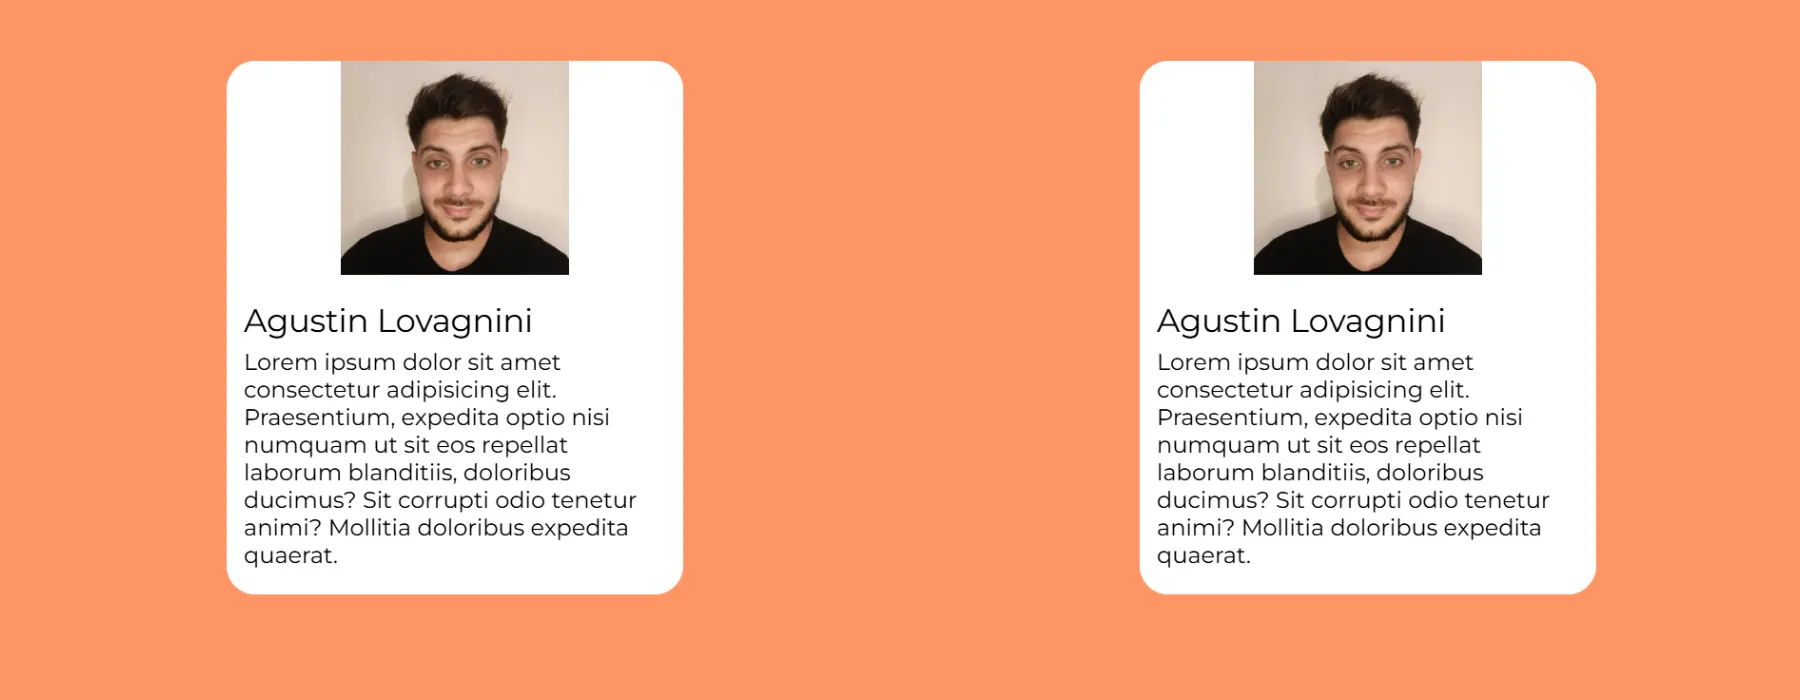 Agustin Lovagnini
Lorem ipsum dolor sit amet
consectetur adipisicing elit.
Praesentium, expedita optio nisi
numquam ut sit eos repellat
laborum blanditiis, doloribus
ducimus? Sit corrupti odio tenetur
animi? Mollitia doloribus expedita
quaerat.
Agustin Lovagnini
Lorem ipsum dolor sit amet
consectetur adipisicing elit.
Praesentium, expedita optio nisi
numquam ut sit eos repellat
laborum blanditiis, doloribus
ducimus? Sit corrupti odio tenetur
animi? Mollitia doloribus expedita
quaerat.